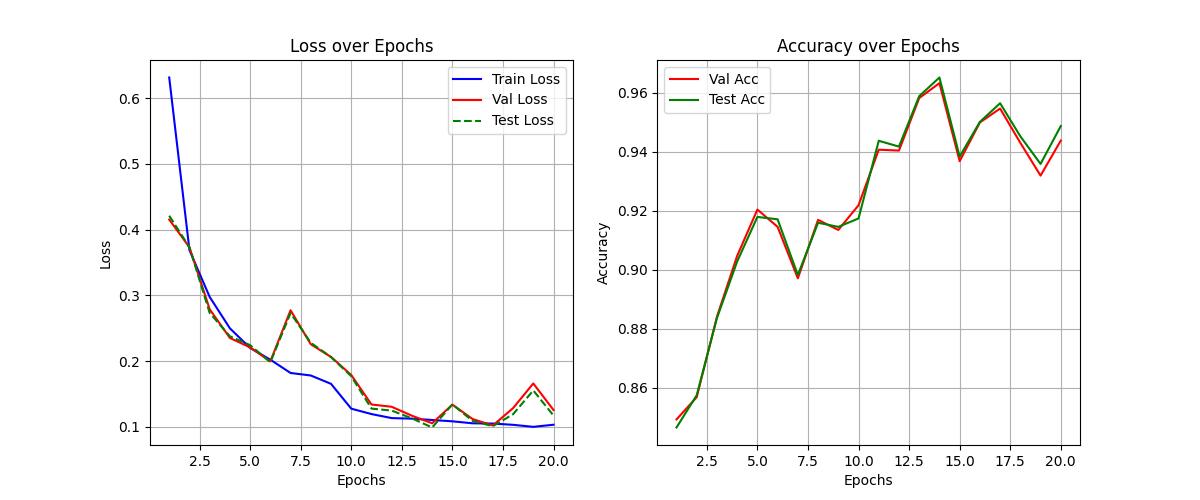 Loss over Epochs
Train Loss
Val Loss
Test Loss
0.6
0.5
0.4
0.3
0.2
0.1
Loss
2.5 5.0 7.5 10.0 12.5 15.0 17.5 20.0
Epochs
Accuracy over Epochs
Val Acc
Test Acc
0.96
0.94
0.92
0.90
0.88
0.86
Accuracy
2.5 5.0 7.5 10.0 12.5 15.0 17.5 20.0
Epochs